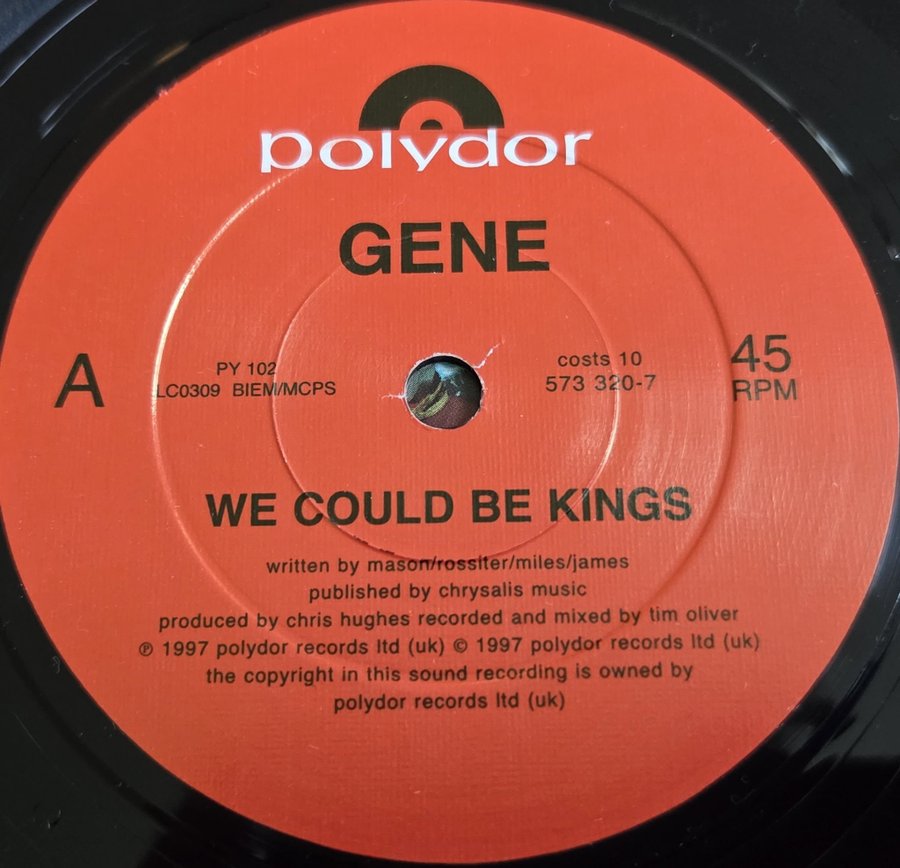 polydor
GENE
A
PY 102
LC0309 BIEM/MCPS
costs 10
573 320-7
45
RPM
WE COULD BE KINGS
written by mason/rossiter/miles/james
published by chrysalis music
produced by chris hughes recorded and mixed by tim oliver
℗ 1997 polydor records ltd (uk) © 1997 polydor records ltd (uk)
the copyright in this sound recording is owned by
polydor records ltd (uk)